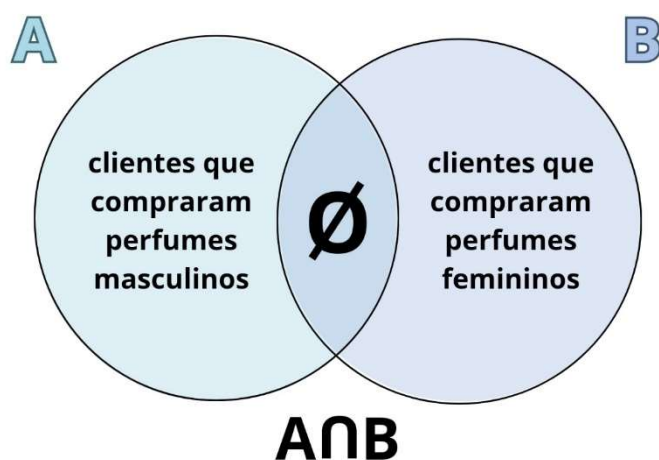 A
B
clientes que
compraram
perfumes
masculinos
Ø
clientes que
compraram
perfumes
femininos
A∩B